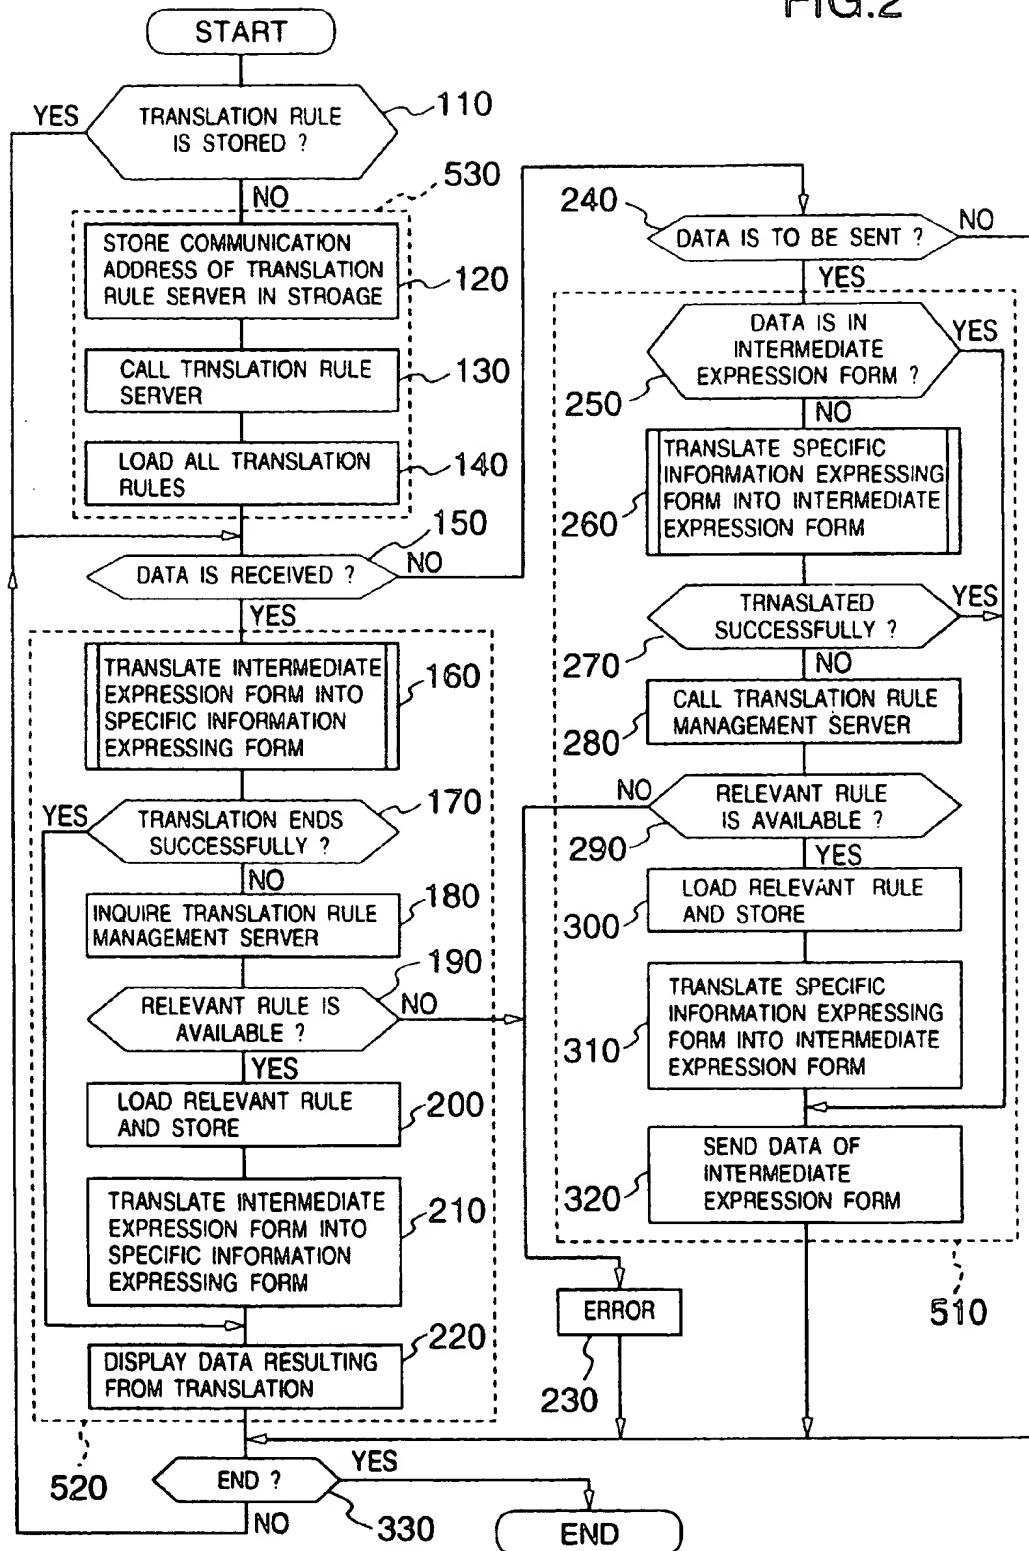 FIG.2
START
YES
TRANSLATION RULE
IS STORED ?
110
NO
530
STORE COMMUNICATION
ADDRESS OF TRANSLATION
RULE SERVER IN STROAGE
120
CALL TRNSLATION RULE
SERVER
130
LOAD ALL TRANSLATION
RULES
140
150
DATA IS RECEIVED ?
NO
YES
TRANSLATE INTERMEDIATE
EXPRESSION FORM INTO
SPECIFIC INFORMATION
EXPRESSING FORM
160
YES
170
TRANSLATION ENDS
SUCCESSFULLY ?
NO
180
INQUIRE TRANSLATION RULE
MANAGEMENT SERVER
190
RELEVANT RULE IS
AVAILABLE ?
NO
YES
LOAD RELEVANT RULE
AND STORE
200
TRANSLATE INTERMEDIATE
EXPRESSION FORM INTO
SPECIFIC INFORMATION
EXPRESSING FORM
210
220
DISPLAY DATA RESULTING
FROM TRANSLATION
520
END ?
YES
NO
330
END
240
DATA IS TO BE SENT ?
NO
YES
DATA IS IN
INTERMEDIATE
EXPRESSION FORM ?
YES
250
NO
TRANSLATE SPECIFIC
INFORMATION EXPRESSING
FORM INTO INTERMEDIATE
EXPRESSION FORM
260
TRNASLATED
SUCCESSFULLY ?
YES
270
NO
CALL TRANSLATION RULE
MANAGEMENT SERVER
280
NO
RELEVANT RULE
IS AVAILABLE ?
290
YES
LOAD RELEVANT RULE
AND STORE
300
TRANSLATE SPECIFIC
INFORMATION EXPRESSING
FORM INTO INTERMEDIATE
EXPRESSION FORM
310
SEND DATA OF
INTERMEDIATE
EXPRESSION FORM
320
510
ERROR
230